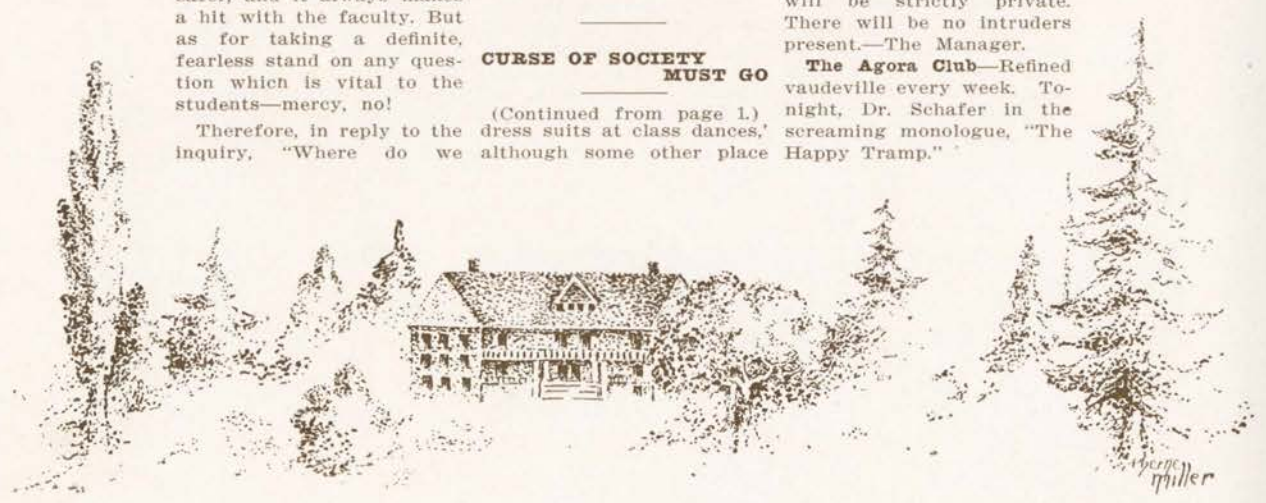 a hit with the faculty. But
as for taking a definite,
fearless stand on any ques-
tion which is vital to the
students—mercy, no!
Therefore, in reply to the
inquiry, "Where do we
CURSE OF SOCIETY
MUST GO
(Continued from page 1.)
dress suits at class dances,'
although some other place
will be strictly private.
There will be no intruders
present.—The Manager.
The Agora Club—Refined
vaudeville every week. To-
night, Dr. Schafer in the
screaming monologue, "The
Happy Tramp."
Miller